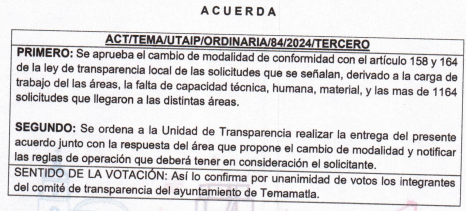 ACUERDA
ACT/TEMA/UTAIP/ORDINARIA/84/2024/TERCERO
PRIMERO: Se aprueba el cambio de modalidad de conformidad con el artículo 158 y 164
de la ley de transparencia local de las solicitudes que se señalan, derivado a la carga de
trabajo del las áreas, la falta de capacidad técnica, humana, material, y las mas de 1164
solicitudes que llegaron a las distintas áreas.
SEGUNDO: Se ordena a la Unidad de Transparencia realizar la entrega del presente
acuerdo junto con la respuesta del área que propone el cambio de modalidad y notificar
las reglas de operación que deberá tener en consideración el solicitante.
SENTIDO DE LA VOTACIÓN: Así lo confirma por unanimidad de votos los integrantes
del comité de transparencia del ayuntamiento de Temamatla.